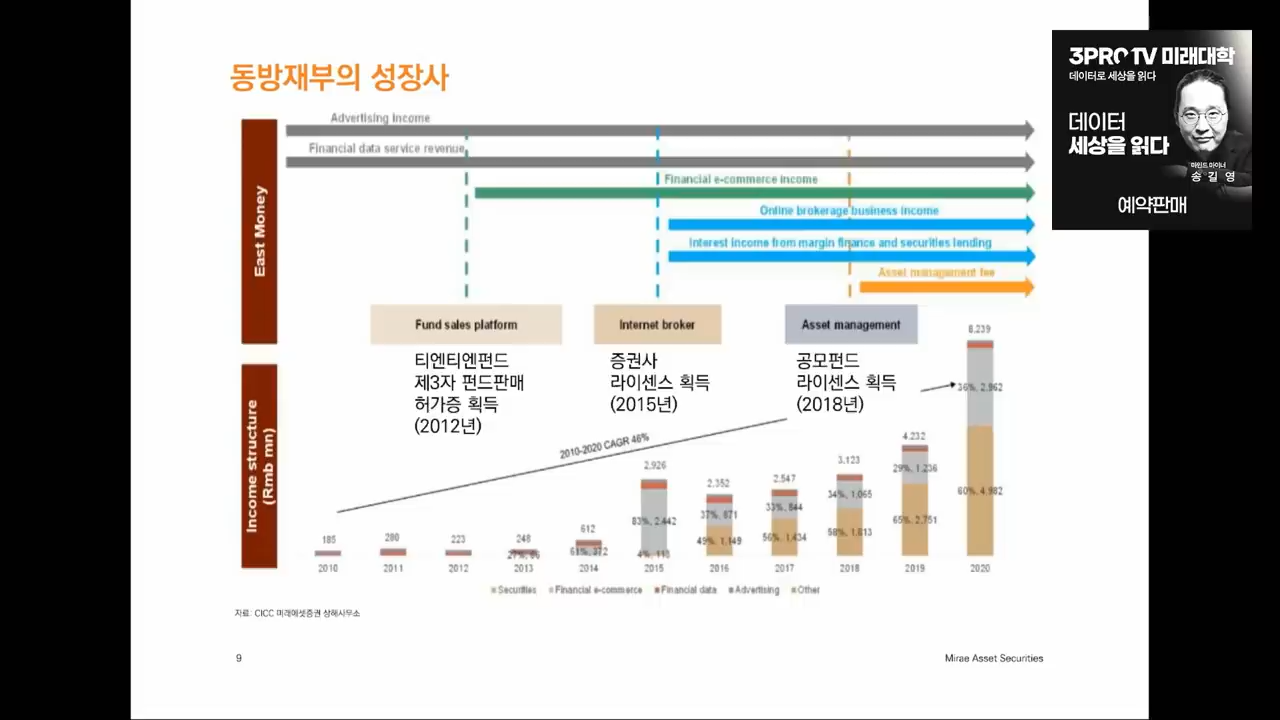 동방재부의 성장사
East Money
Advertising income
Financial data service revenue
Financial e-commerce income
Online brokerage business income
Interest income from margin finance and securities lending
Asset management fee
Fund sales platform
Internet broker
Asset management
티엔티엔펀드
제3자 펀드판매
허가증 획득
(2012년)
증권사
라이센스 획득
(2015년)
공모펀드
라이센스 획득
(2018년)
Income structure
(Rmb mn)
2010-2020 CAGR 46%
185
280
223
248
27%, 66
612
61%, 372
2,926
83%, 2,442
2,352
37%, 871
49%, 1,149
2,547
33%, 844
56%, 1,434
3,123
34%, 1,065
58%, 1,813
4,232
29%, 1,236
65%, 2,751
8,239
36%, 2,962
60%, 4,982
2010
2011
2012
2013
2014
2015
2016
2017
2018
2019
2020
Securities
Financial e-commerce
Financial data
Advertising
Other
자료: CICC 미래에셋증권 상해사무소
9
Mirae Asset Securities
3PRO TV 미래대학
데이터로 세상을 읽다
데이터
세상을 읽다
마인드 마이너
송 길 영
예약판매